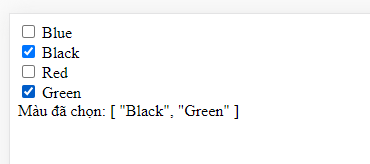 Blue
Black
Red
Green
Màu đã chọn: [ "Black", "Green" ]